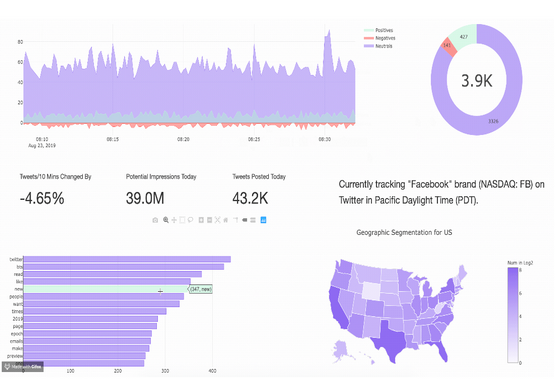 80
60
40
20
0
08:10
08:15
08:20
08:25
08:30
Aug 23, 2019
Positives
Negatives
Neutrals
427
141
3.9K
3326
Tweets/10 Mins Changed By
-4.65%
Potential Impressions Today
39.0M
Tweets Posted Today
43.2K
Currently tracking "Facebook" brand (NASDAQ: FB) on
Twitter in Pacific Daylight Time (PDT).
twitter
need
like
new
people
want
times
2019
page
epoch
emails
make
preview
(347, new)
0
100
200
300
400
Geographic Segmentation for US
Num in Log2
8
6
4
2
0